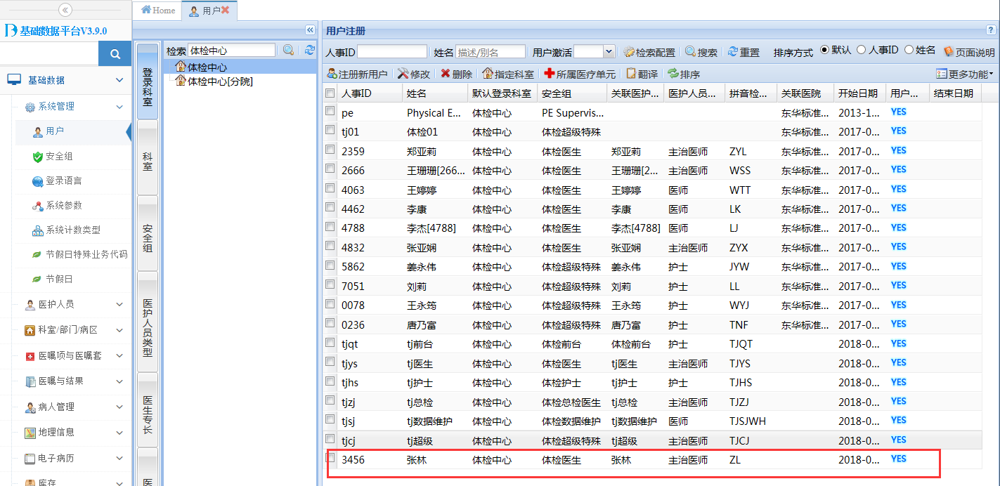 基础数据平台V3.9.0
基础数据
系统管理
用户
安全组
登录语言
系统参数
系统计数类型
节假日特殊业务代码
节假日
医护人员
科室/部门/病区
医嘱项与医嘱套
医嘱与结果
病人管理
地理信息
电子病历
库存
Home 用户
登录科室
科室
安全组
医护人员类型
医生专长
医
检索 体检中心
体检中心
体检中心[分院]
用户注册
人事ID 姓名 描述/别名 用户激活 检索配置 搜索 重置 排序方式 默认 人事ID 姓名 页面说明
注册新用户 修改 删除 指定科室 所属医疗单元 翻译 排序 更多功能
人事ID 姓名 默认登录科室 安全组 关联医护... 医护人员... 拼音检... 关联医院 开始日期 用户... 结束日期
pe Physical E... 体检中心 PE Supervis... 东华标准... 2013-1... YES
tj01 体检01 体检中心 体检超级特殊 东华标准... 2017-0... YES
2359 郑亚莉 体检中心 体检医生 郑亚莉 主治医师 ZYL 东华标准... 2017-0... YES
2666 王珊珊[266... 体检中心 体检医生 王珊珊[2... 主治医师 WSS 东华标准... 2017-0... YES
4063 王婷婷 体检中心 体检医生 王婷婷 医师 WTT 东华标准... 2017-0... YES
4462 李康 体检中心 体检医生 李康 医师 LK 东华标准... 2017-0... YES
4788 李杰[4788] 体检中心 体检医生 李杰[4788] 医师 LJ 东华标准... 2017-0... YES
4832 张亚娴 体检中心 体检医生 张亚娴 主治医师 ZYX 东华标准... 2017-0... YES
5862 姜永伟 体检中心 体检超级特殊 姜永伟 护士 JYW 东华标准... 2017-0... YES
7051 刘莉 体检中心 体检超级特殊 刘莉 护士 LL 东华标准... 2017-0... YES
0078 王永筠 体检中心 体检超级特殊 王永筠 护士 WYJ 东华标准... 2017-0... YES
0236 唐乃富 体检中心 体检超级特殊 唐乃富 护士 TNF 东华标准... 2017-0... YES
tjqt tj前台 体检中心 体检前台 体检前台 护士 TJQT 2018-0... YES
tjys tj医生 体检中心 体检医生 tj医生 主治医师 TJYS 2018-0... YES
tjhs tj护士 体检中心 体检护士 tj护士 护士 TJHS 2018-0... YES
tjzj tj总检 体检中心 体检总检医生 tj总检 主治医师 TJZJ 2018-0... YES
tjsj tj数据维护 体检中心 体检数据维护 tj数据维护 医师 TJSJWH 2018-0... YES
tjcj tj超级 体检中心 体检超级特殊 tj超级 主治医师 TJCJ 2018-0... YES
3456 张林 体检中心 体检医生 张林 主治医师 ZL 2018-0... YES